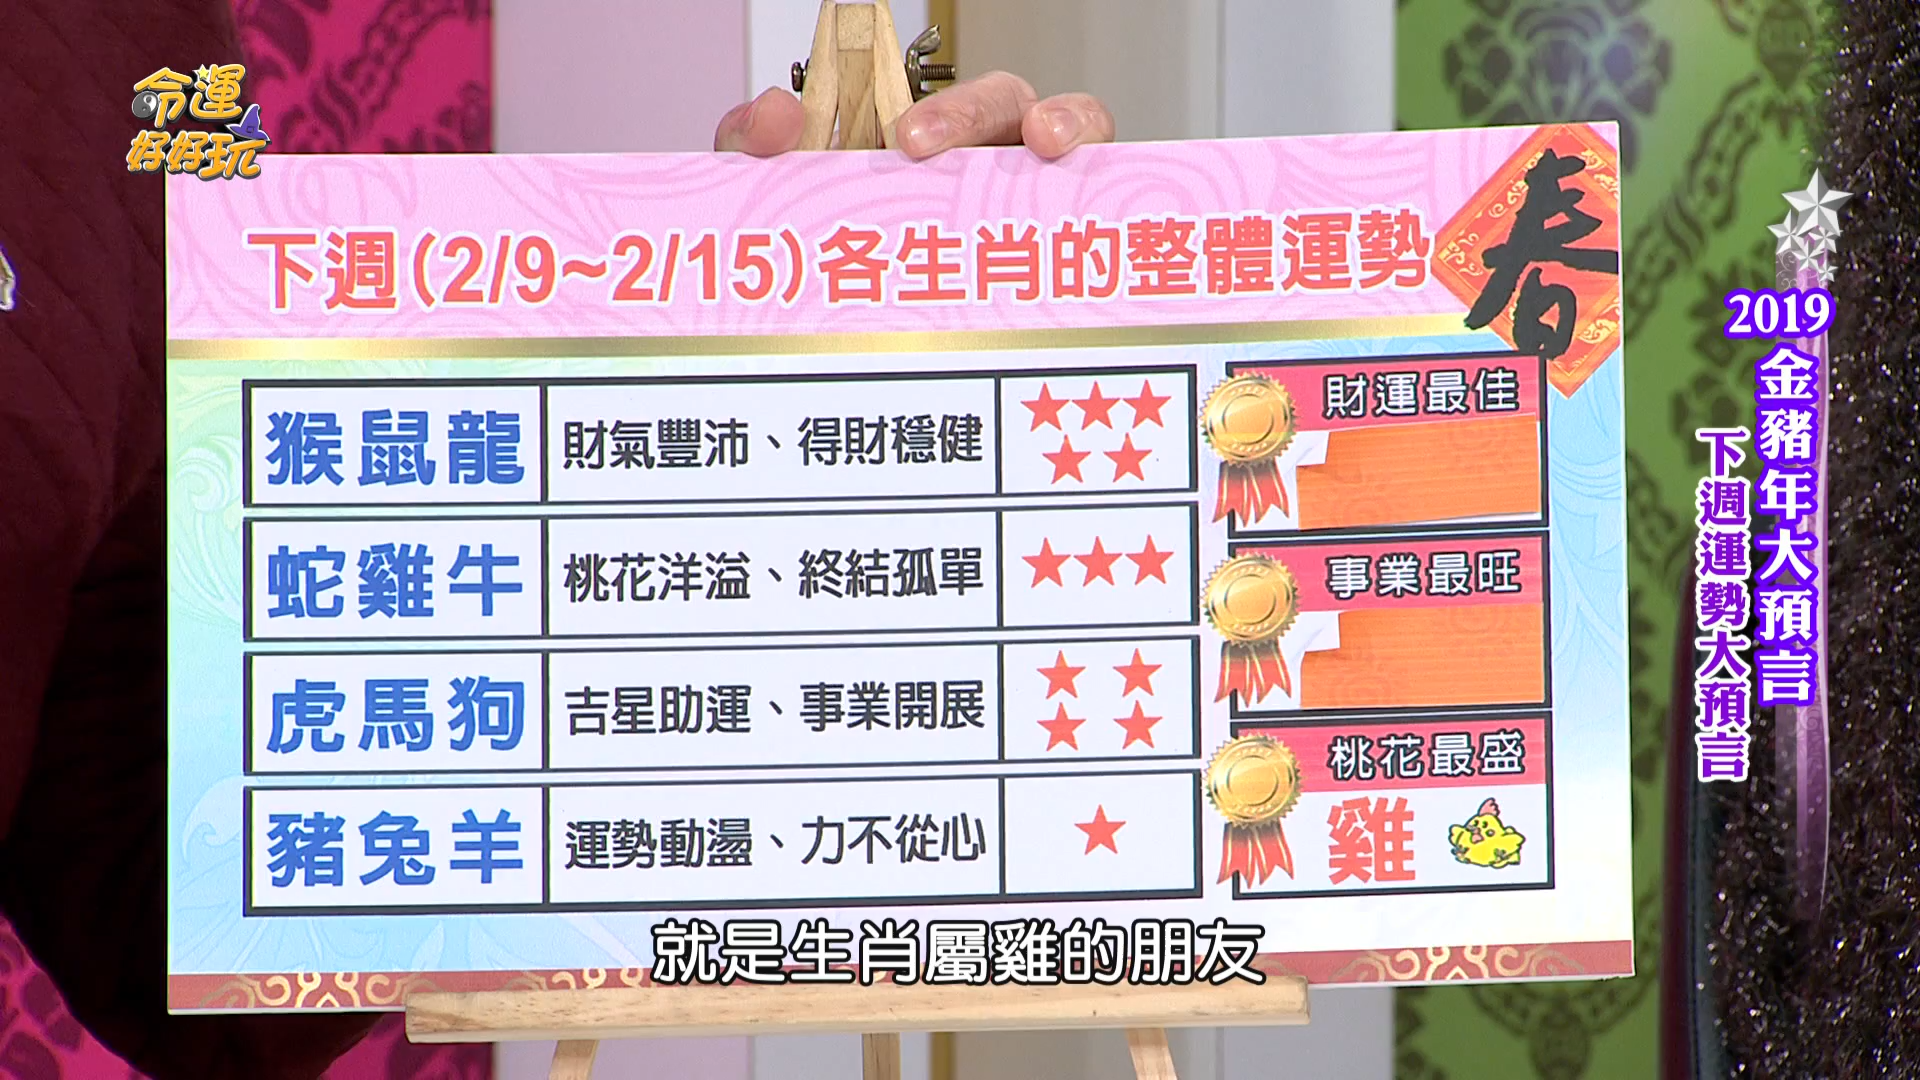 命運
好好玩
下週(2/9~2/15)各生肖的整體運勢
春
猴鼠龍 財氣豐沛、得財穩健 ★★★★★
蛇雞牛 桃花洋溢、終結孤單 ★★★
虎馬狗 吉星助運、事業開展 ★★★★
豬兔羊 運勢動盪、力不從心 ★
財運最佳
事業最旺
桃花最盛
雞
2019金豬年大預言
下週運勢大預言
就是生肖屬雞的朋友